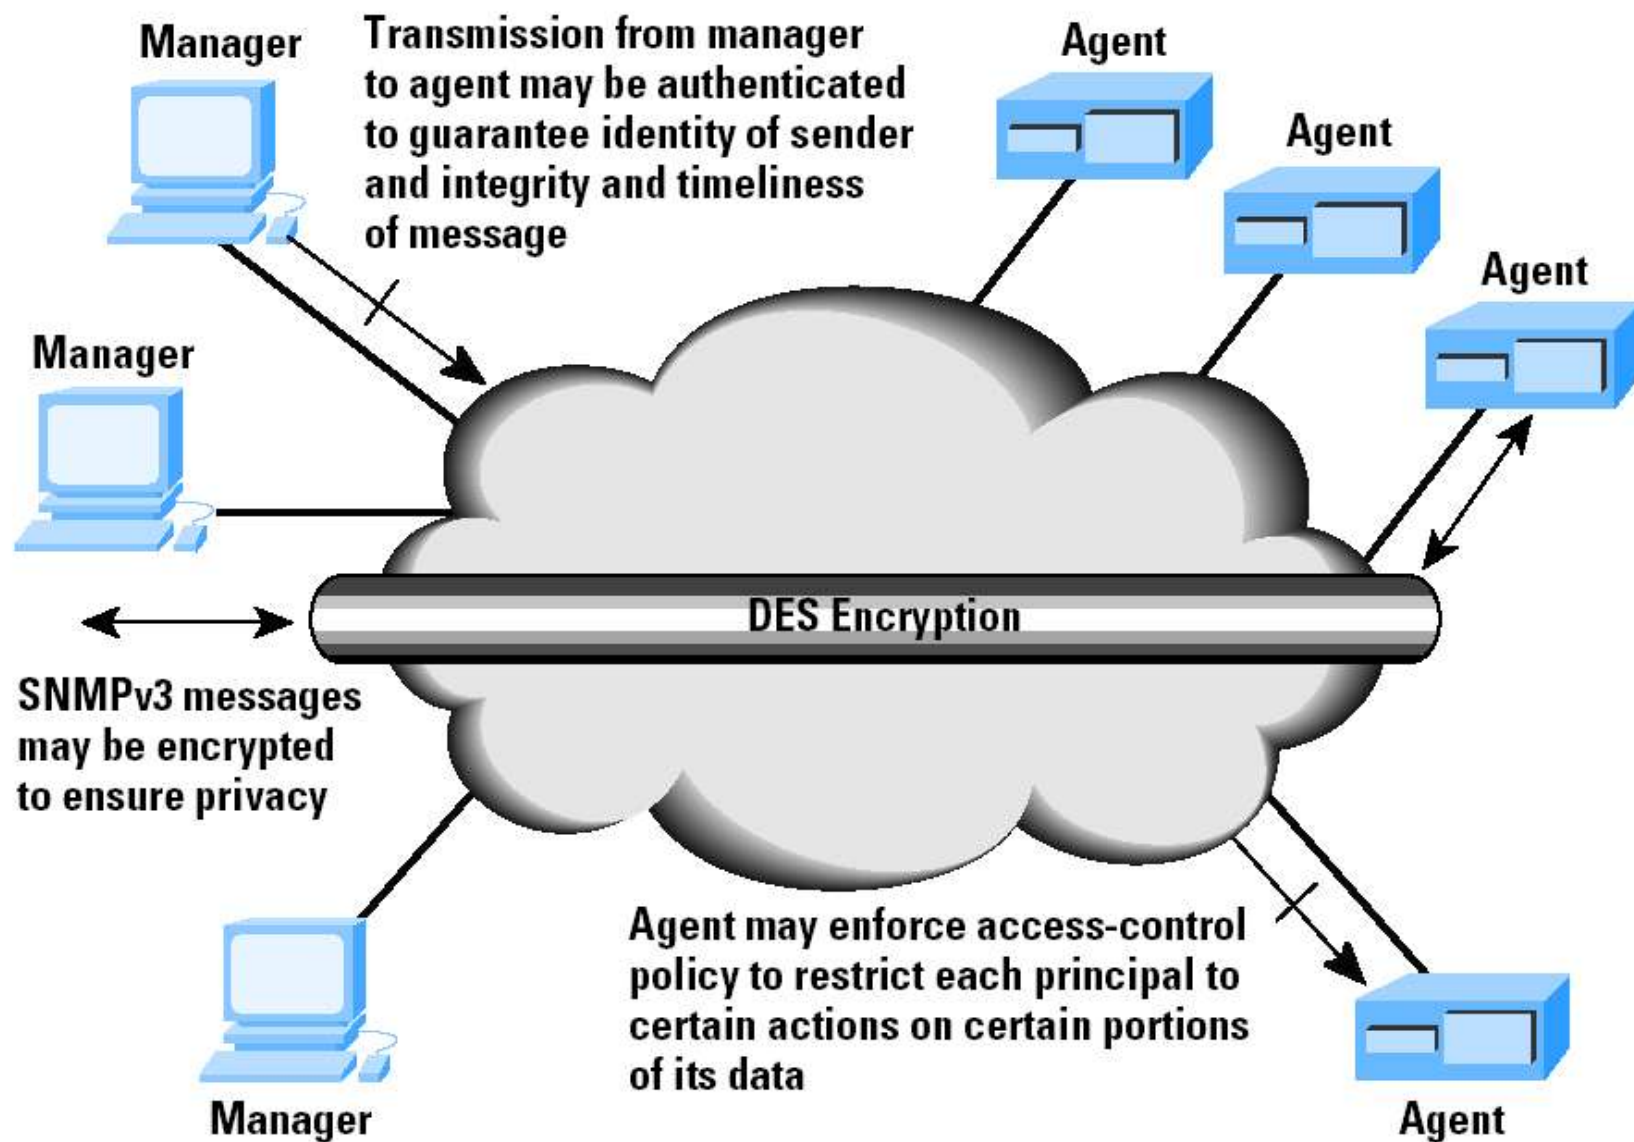 Manager
Transmission from manager
to agent may be authenticated
to guarantee identity of sender
and integrity and timeliness
of message
Agent
Agent
Agent
Manager
DES Encryption
SNMPv3 messages
may be encrypted
to ensure privacy
Agent may enforce access-control
policy to restrict each principal to
certain actions on certain portions
of its data
Manager
Agent